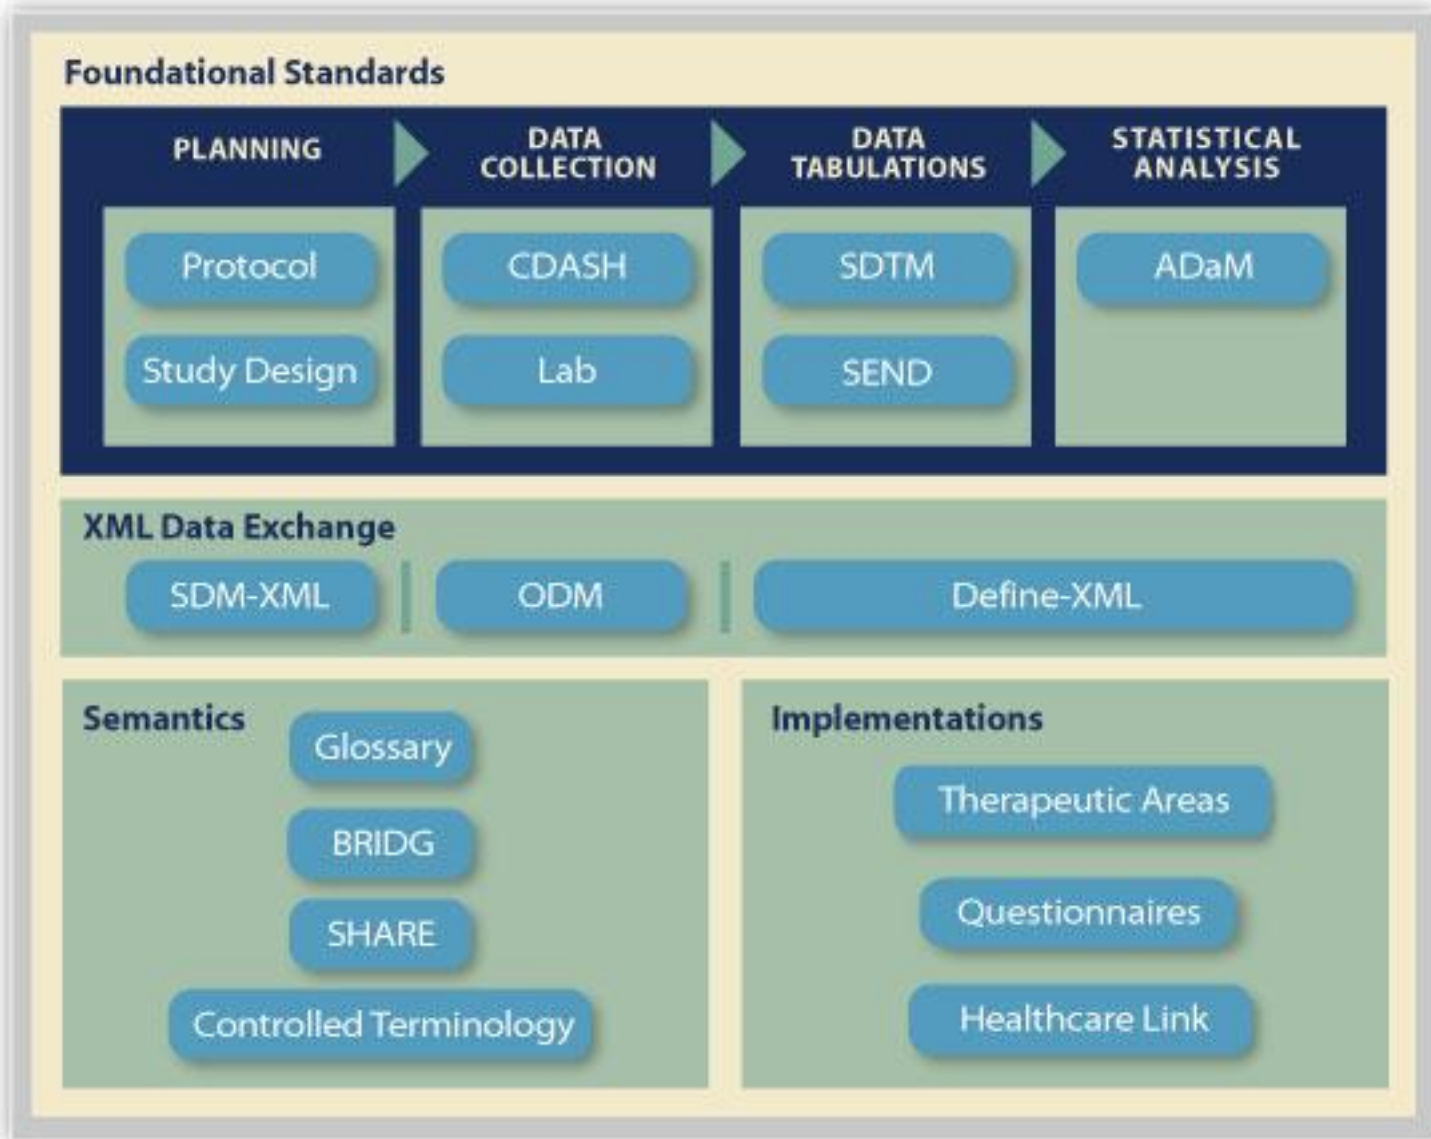 Foundational Standards
PLANNING
DATA
COLLECTION
DATA
TABULATIONS
STATISTICAL
ANALYSIS
Protocol
CDASH
SDTM
ADaM
Study Design
Lab
SEND
XML Data Exchange
SDM-XML
ODM
Define-XML
Semantics
Glossary
BRIDG
SHARE
Controlled Terminology
Implementations
Therapeutic Areas
Questionnaires
Healthcare Link